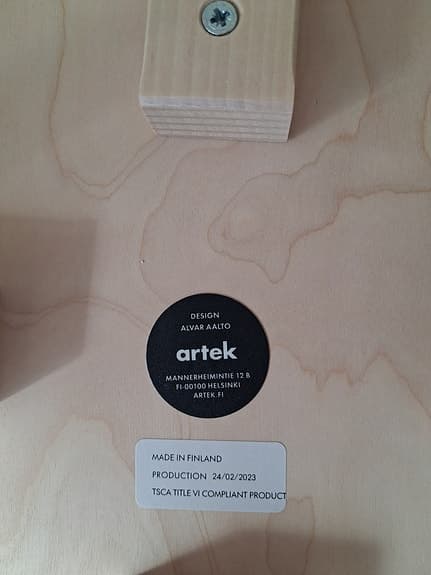 DESIGN
ALVAR AALTO
artek
MANNERHEIMINTIE 12 B
FI-00100 HELSINKI
ARTEK.FI
MADE IN FINLAND
PRODUCTION 24/02/2023
TSCA TITLE VI COMPLIANT PRODUCT